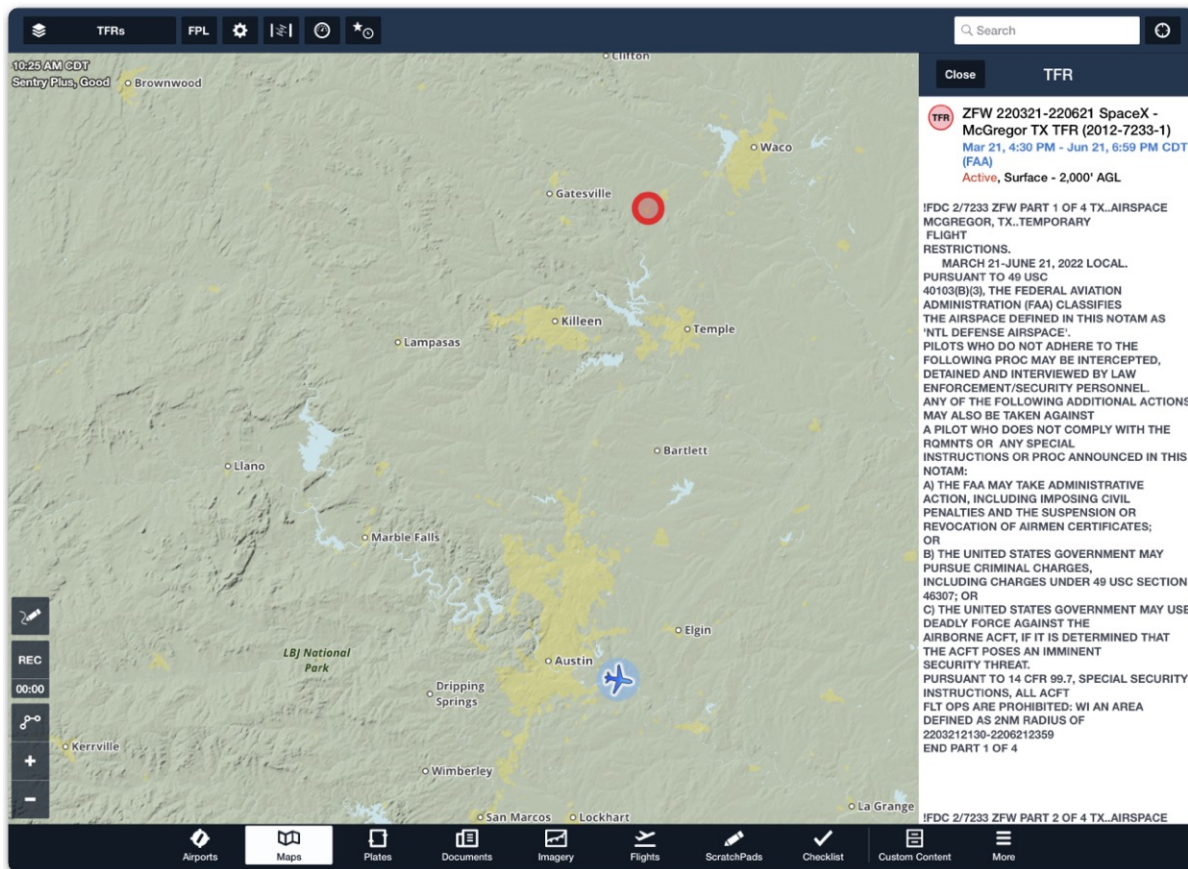 TFRs
FPL
Search
10:25 AM CDT
Sentry Plus, Good
Clifton
Brownwood
Waco
Gatesville
Killeen
Temple
Lampasas
Bartlett
Llano
Marble Falls
Elgin
LBJ National
Park
Austin
Dripping
Springs
Kerrville
Wimberley
San Marcos
Lockhart
La Grange
REC
00:00
+
−
Close
TFR
TFR
ZFW 220321-220621 SpaceX -
McGregor TX TFR (2012-7233-1)
Mar 21, 4:30 PM - Jun 21, 6:59 PM CDT
(FAA)
Active, Surface - 2,000' AGL
!FDC 2/7233 ZFW PART 1 OF 4 TX..AIRSPACE
MCGREGOR, TX..TEMPORARY
FLIGHT
RESTRICTIONS.
MARCH 21-JUNE 21, 2022 LOCAL.
PURSUANT TO 49 USC
40103(B)(3), THE FEDERAL AVIATION
ADMINISTRATION (FAA) CLASSIFIES
THE AIRSPACE DEFINED IN THIS NOTAM AS
'NTL DEFENSE AIRSPACE'.
PILOTS WHO DO NOT ADHERE TO THE
FOLLOWING PROC MAY BE INTERCEPTED,
DETAINED AND INTERVIEWED BY LAW
ENFORCEMENT/SECURITY PERSONNEL.
ANY OF THE FOLLOWING ADDITIONAL ACTIONS
MAY ALSO BE TAKEN AGAINST
A PILOT WHO DOES NOT COMPLY WITH THE
RQMNTS OR ANY SPECIAL
INSTRUCTIONS OR PROC ANNOUNCED IN THIS
NOTAM:
A) THE FAA MAY TAKE ADMINISTRATIVE
ACTION, INCLUDING IMPOSING CIVIL
PENALTIES AND THE SUSPENSION OR
REVOCATION OF AIRMEN CERTIFICATES;
OR
B) THE UNITED STATES GOVERNMENT MAY
PURSUE CRIMINAL CHARGES,
INCLUDING CHARGES UNDER 49 USC SECTION
46307; OR
C) THE UNITED STATES GOVERNMENT MAY USE
DEADLY FORCE AGAINST THE
AIRBORNE ACFT, IF IT IS DETERMINED THAT
THE ACFT POSES AN IMMINENT
SECURITY THREAT.
PURSUANT TO 14 CFR 99.7, SPECIAL SECURITY
INSTRUCTIONS, ALL ACFT
FLT OPS ARE PROHIBITED: WI AN AREA
DEFINED AS 2NM RADIUS OF
2203212130-2206212359
END PART 1 OF 4
!FDC 2/7233 ZFW PART 2 OF 4 TX..AIRSPACE
Airports
Maps
Plates
Documents
Imagery
Flights
ScratchPads
Checklist
Custom Content
More